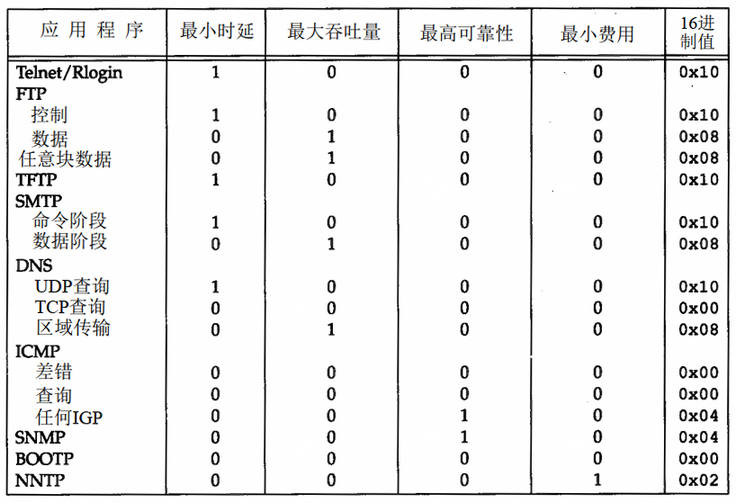 应用程序 最小时延 最大吞吐量 最高可靠性 最小费用 16进制值
Telnet/Rlogin 1 0 0 0 0x10
FTP
控制 1 0 0 0 0x10
数据 0 1 0 0 0x08
任意块数据 0 1 0 0 0x08
TFTP 1 0 0 0 0x10
SMTP
命令阶段 1 0 0 0 0x10
数据阶段 0 1 0 0 0x08
DNS
UDP查询 1 0 0 0 0x10
TCP查询 0 0 0 0 0x00
区域传输 0 1 0 0 0x08
ICMP
差错 0 0 0 0 0x00
查询 0 0 0 0 0x00
任何IGP 0 0 1 0 0x04
SNMP 0 0 1 0 0x04
BOOTP 0 0 0 0 0x00
NNTP 0 0 0 1 0x02